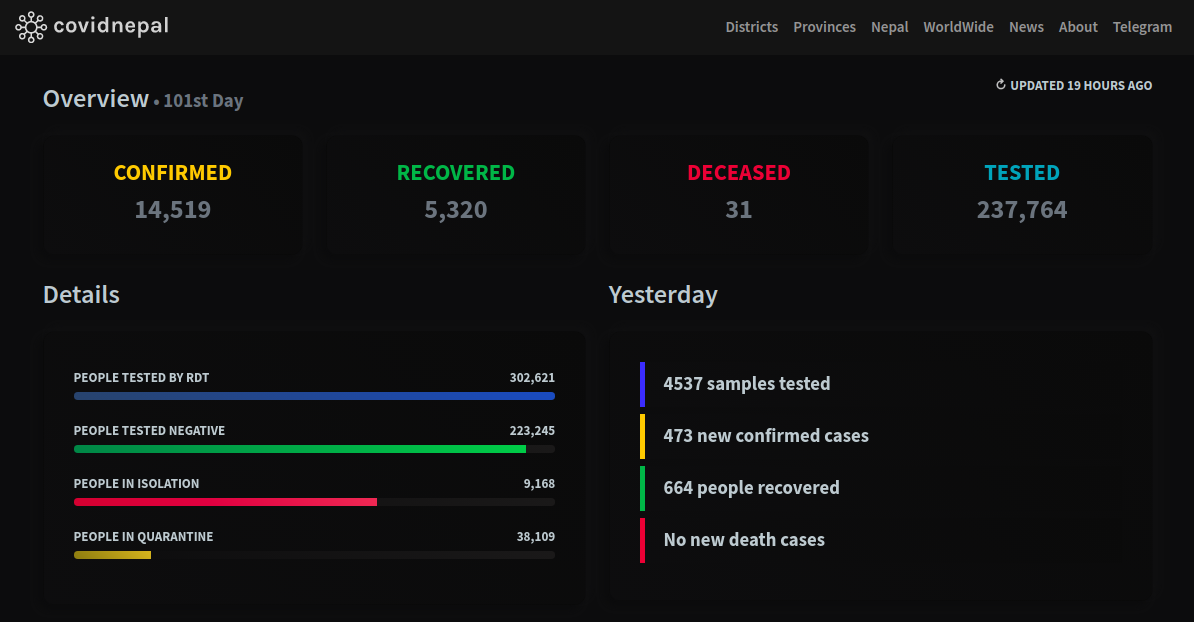 covidnepal
Districts Provinces Nepal WorldWide News About Telegram
Overview • 101st Day
↻ UPDATED 19 HOURS AGO
CONFIRMED
14,519
RECOVERED
5,320
DECEASED
31
TESTED
237,764
Details
PEOPLE TESTED BY RDT 302,621
PEOPLE TESTED NEGATIVE 223,245
PEOPLE IN ISOLATION 9,168
PEOPLE IN QUARANTINE 38,109
Yesterday
4537 samples tested
473 new confirmed cases
664 people recovered
No new death cases